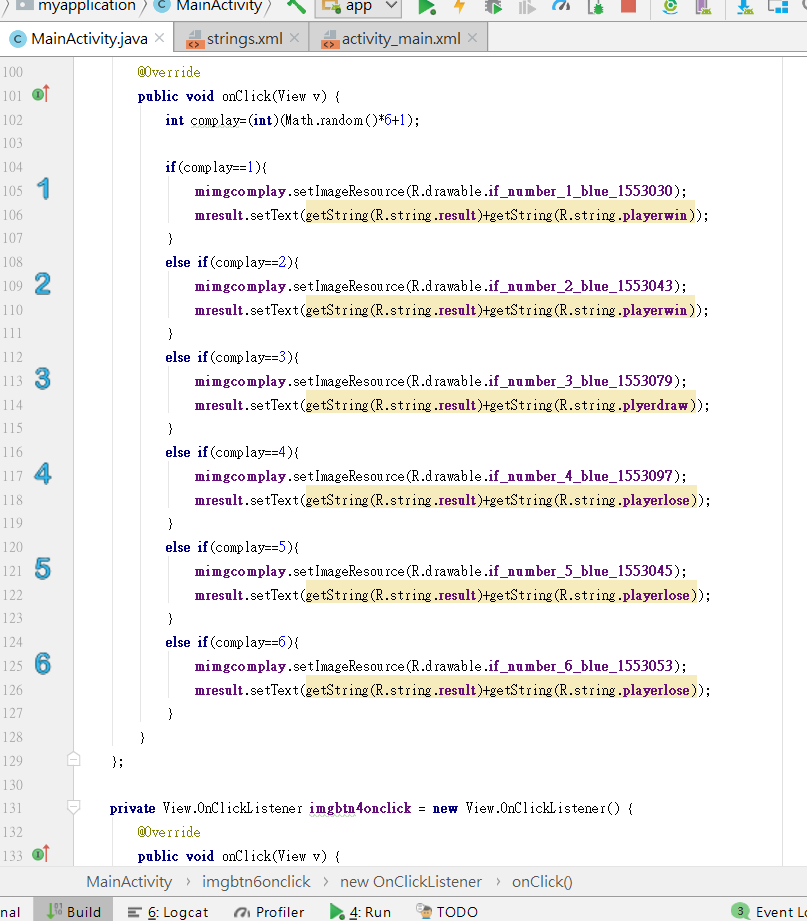 myapplication MainActivity app
MainActivity.java strings.xml activity_main.xml
100 @Override
101 public void onClick(View v) {
102 int complay=(int)(Math.random()*6+1);
103
104 if(complay==1){
105 1 mimgcomplay.setImageResource(R.drawable.if_number_1_blue_1553030);
106 mresult.setText(getString(R.string.result)+getString(R.string.playerwin));
107 }
108 else if(complay==2){
109 2 mimgcomplay.setImageResource(R.drawable.if_number_2_blue_1553043);
110 mresult.setText(getString(R.string.result)+getString(R.string.playerwin));
111 }
112 else if(complay==3){
113 3 mimgcomplay.setImageResource(R.drawable.if_number_3_blue_1553079);
114 mresult.setText(getString(R.string.result)+getString(R.string.plyerdraw));
115 }
116 else if(complay==4){
117 4 mimgcomplay.setImageResource(R.drawable.if_number_4_blue_1553097);
118 mresult.setText(getString(R.string.result)+getString(R.string.playerlose));
119 }
120 else if(complay==5){
121 5 mimgcomplay.setImageResource(R.drawable.if_number_5_blue_1553045);
122 mresult.setText(getString(R.string.result)+getString(R.string.playerlose));
123 }
124 else if(complay==6){
125 6 mimgcomplay.setImageResource(R.drawable.if_number_6_blue_1553053);
126 mresult.setText(getString(R.string.result)+getString(R.string.playerlose));
127 }
128 }
129 };
130
131 private View.OnClickListener imgbtn4onclick = new View.OnClickListener() {
132 @Override
133 public void onClick(View v) {
MainActivity › imgbtn6onclick › new OnClickListener › onClick()
nal Build 6: Logcat Profiler 4: Run TODO 3 Event Lo